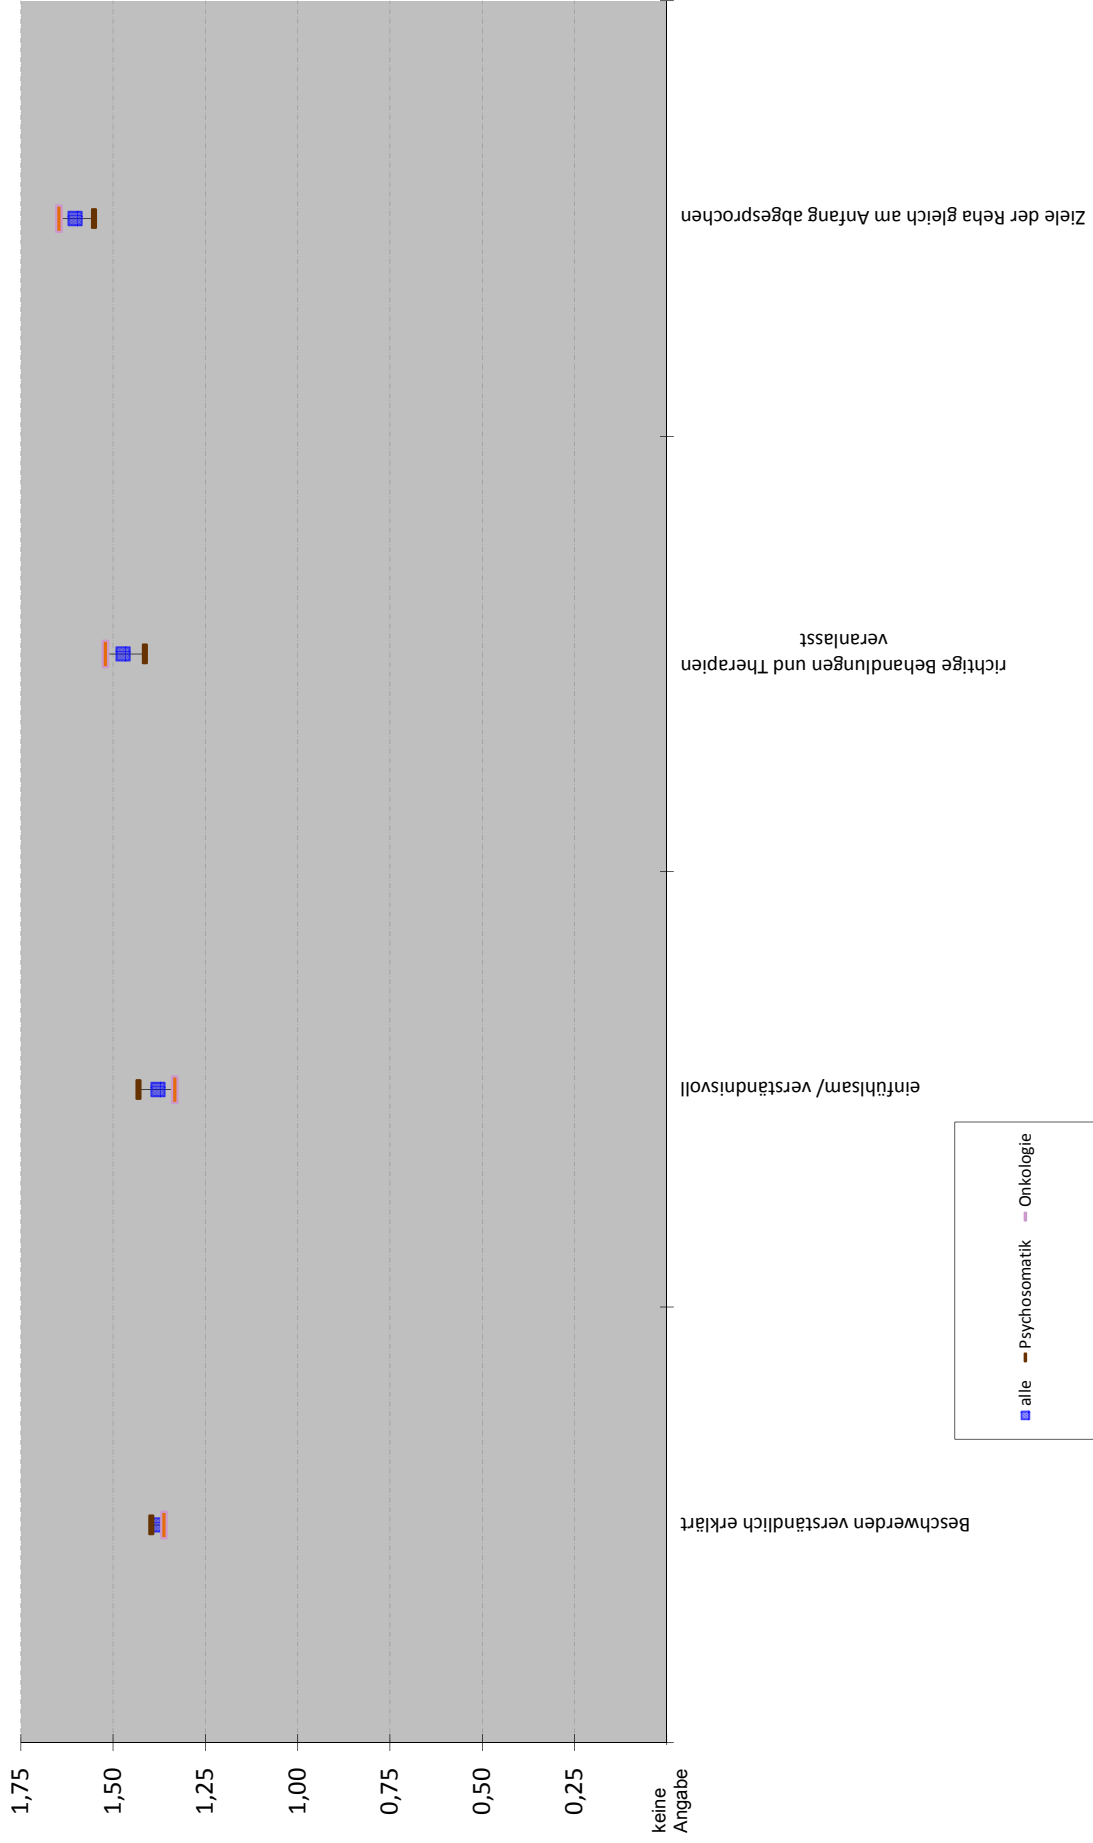 1,75
1,50
1,25
1,00
0,75
0,50
0,25
keine
Angabe
Beschwerden verständlich erklärt
einfühlsam/ verständnisvoll
richtige Behandlungen und Therapien
veranlasst
Ziele der Reha gleich am Anfang abgesprochen
alle Psychosomatik Onkologie